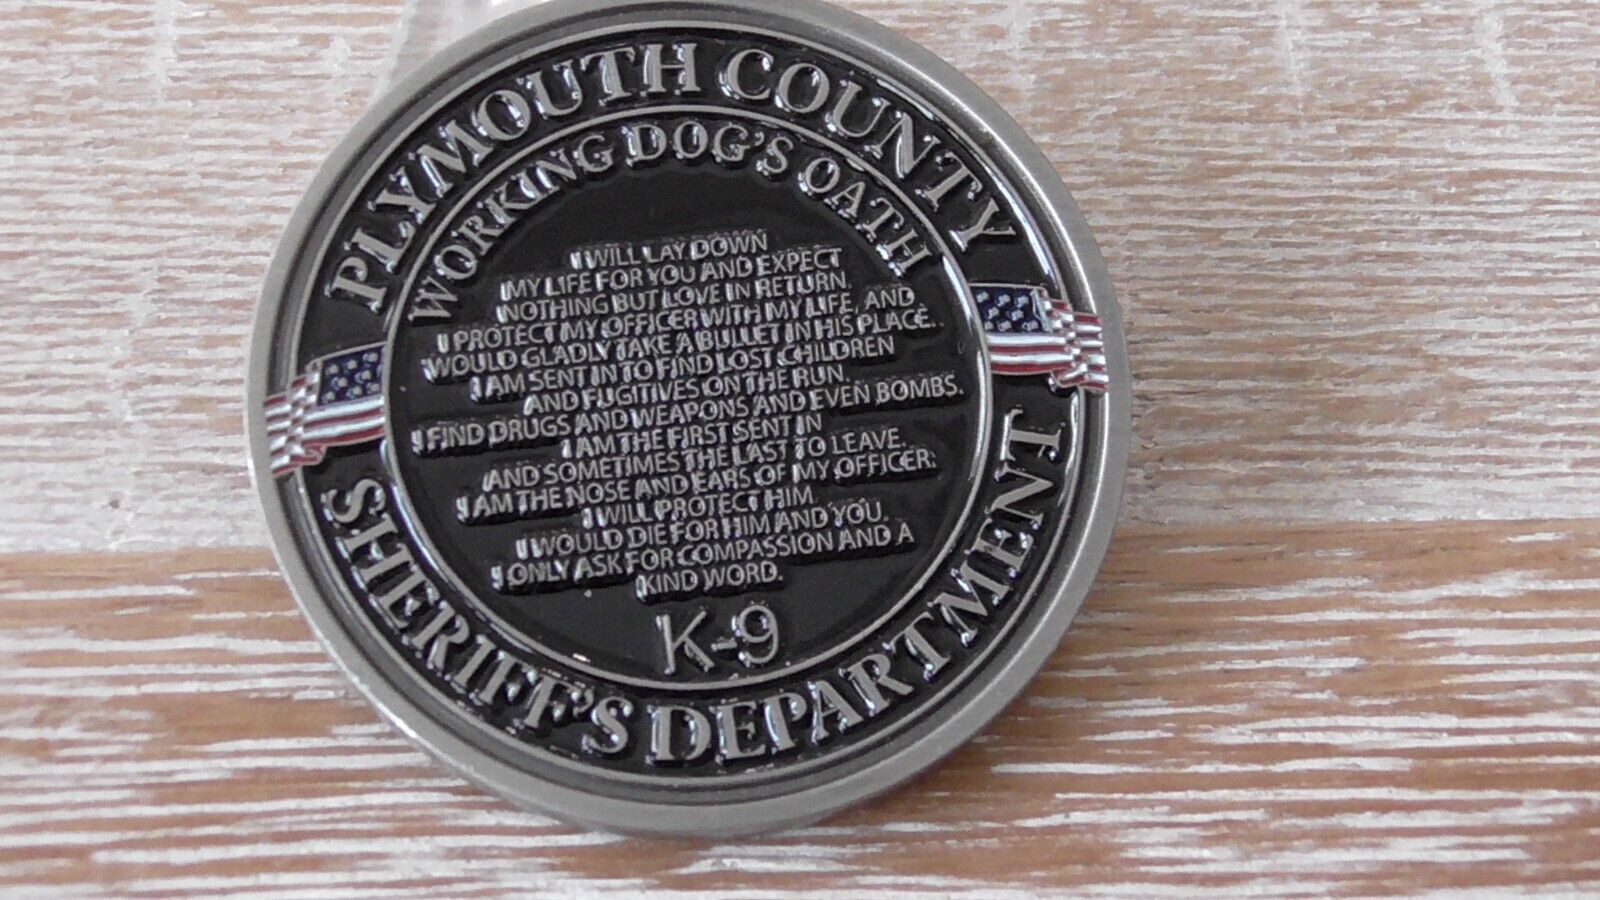 PLYMOUTH COUNTY
WORKING DOG'S OATH
I WILL LAY DOWN
MY LIFE FOR YOU AND EXPECT
NOTHING BUT LOVE IN RETURN.
I PROTECT MY OFFICER WITH MY LIFE, AND
WOULD GLADLY TAKE A BULLET IN HIS PLACE.
I AM SENT IN TO FIND LOST CHILDREN
AND FUGITIVES ON THE RUN.
I FIND DRUGS AND WEAPONS AND EVEN BOMBS.
I AM THE FIRST SENT IN
AND SOMETIMES THE LAST TO LEAVE.
I AM THE NOSE AND EARS OF MY OFFICER.
I WILL PROTECT HIM.
I WOULD DIE FOR HIM AND YOU.
I ONLY ASK FOR COMPASSION AND A
KIND WORD.
K-9
SHERIFF'S DEPARTMENT